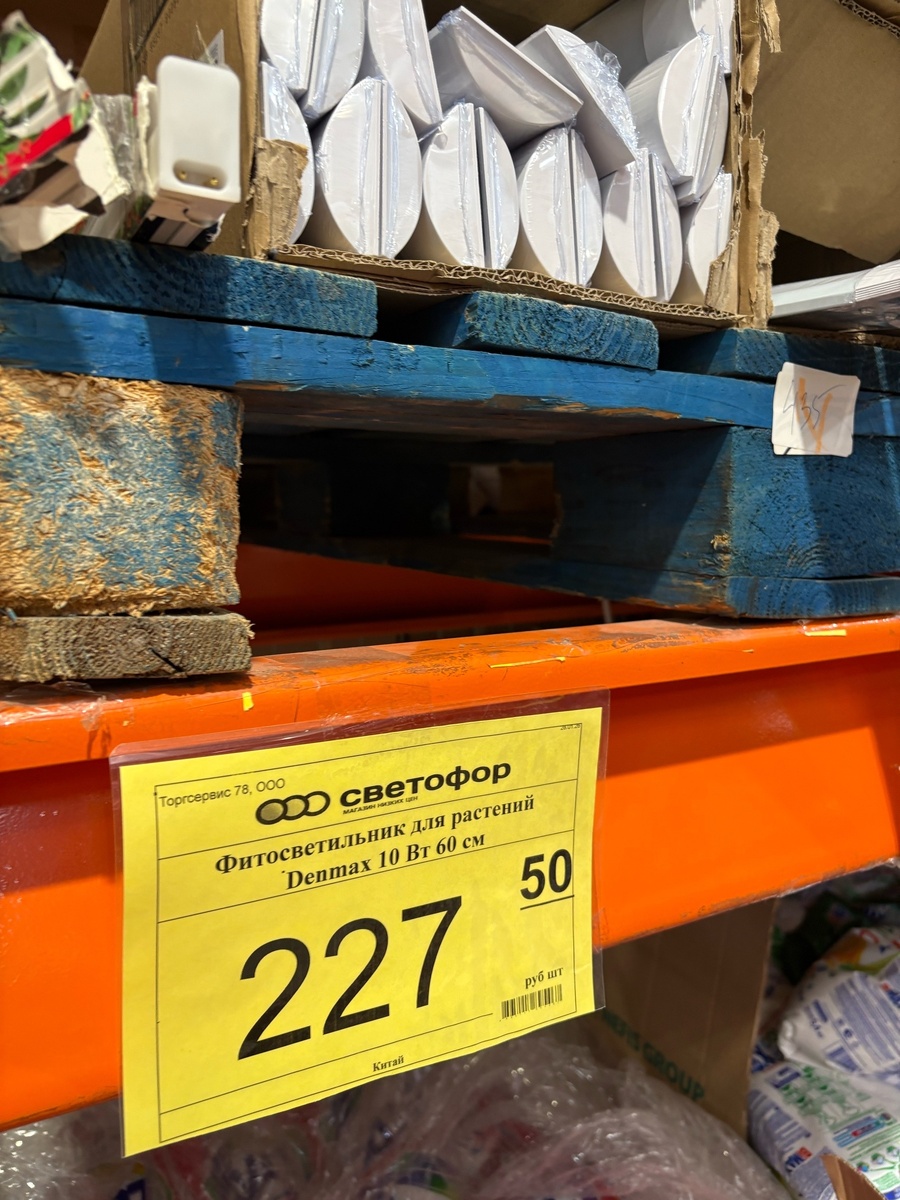 Торгсервис 78, ООО
светофор
МАГАЗИН НИЗКИХ ЦЕН
Фитосветильник для растений
Denmax 10 Вт 60 см
227
50
руб шт
Китай
GROUP